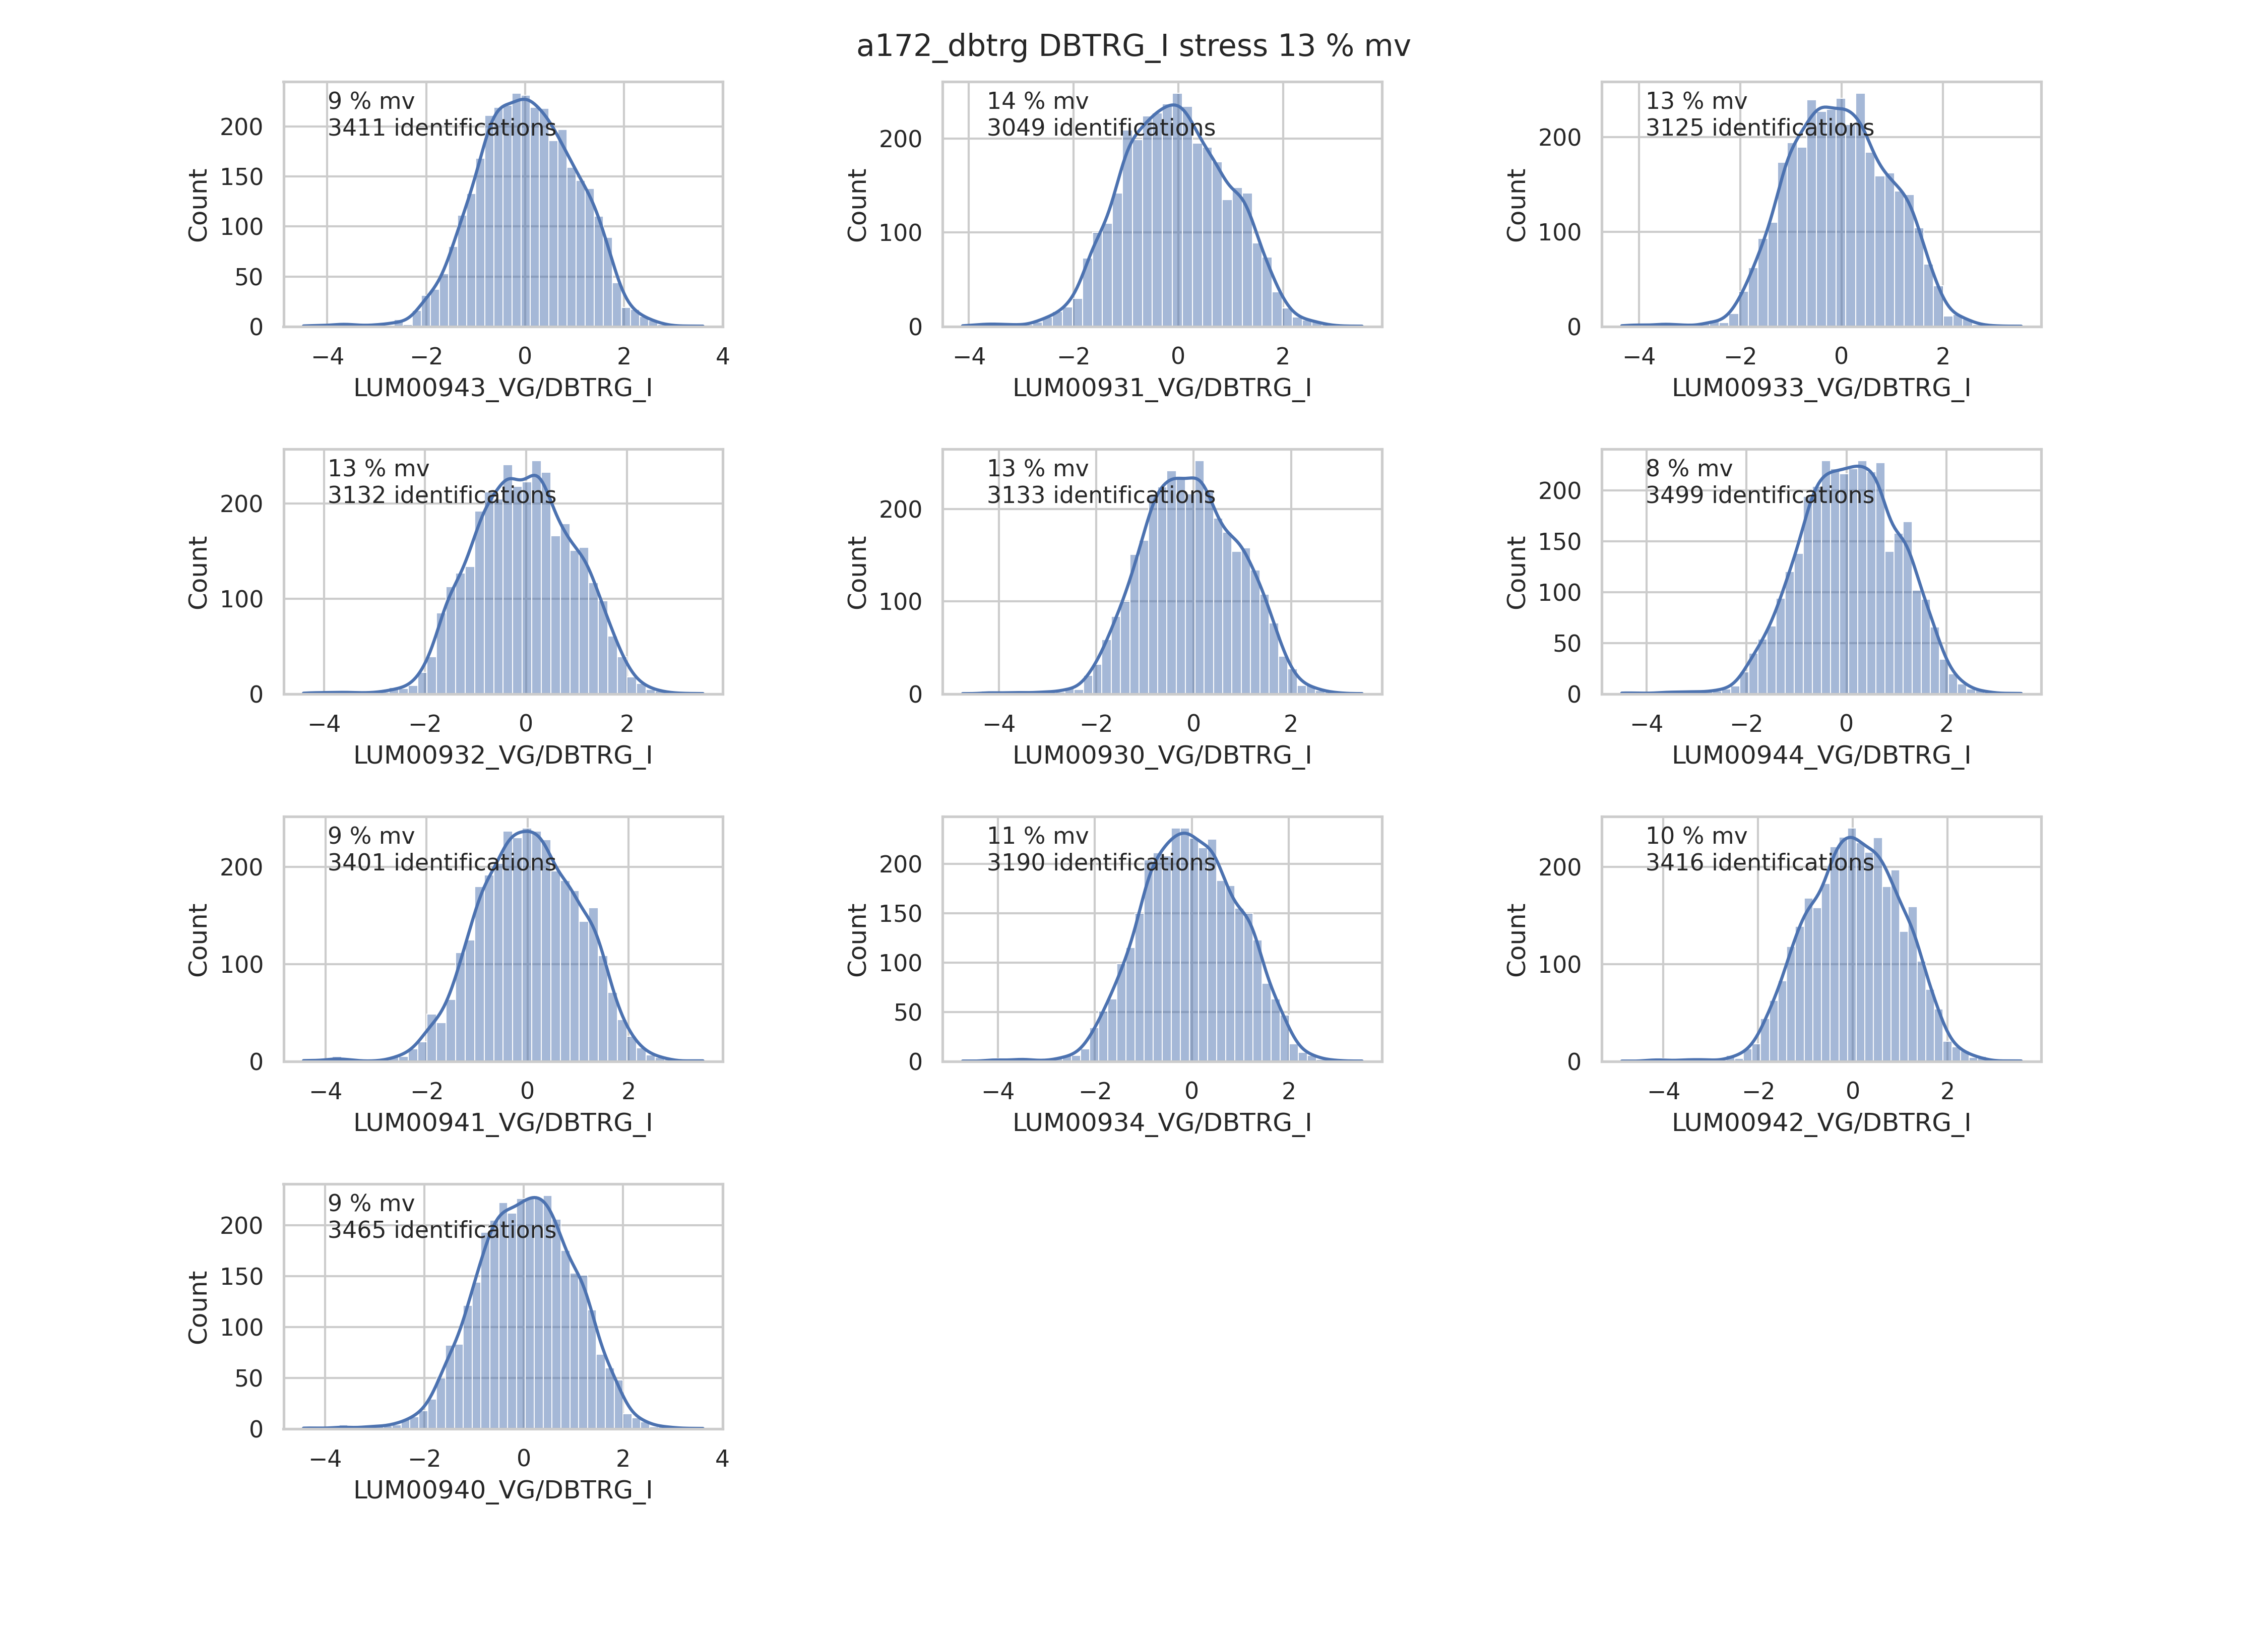 a172_dbtrg DBTRG_I stress 13 % mv
9 % mv
3411 identifications
Count
200
150
100
50
0
−4 −2 0 2 4
LUM00943_VG/DBTRG_I
14 % mv
3049 identifications
Count
200
100
0
−4 −2 0 2
LUM00931_VG/DBTRG_I
13 % mv
3125 identifications
Count
200
100
0
−4 −2 0 2
LUM00933_VG/DBTRG_I
13 % mv
3132 identifications
Count
200
100
0
−4 −2 0 2
LUM00932_VG/DBTRG_I
13 % mv
3133 identifications
Count
200
100
0
−4 −2 0 2
LUM00930_VG/DBTRG_I
8 % mv
3499 identifications
Count
200
150
100
50
0
−4 −2 0 2
LUM00944_VG/DBTRG_I
9 % mv
3401 identifications
Count
200
100
0
−4 −2 0 2
LUM00941_VG/DBTRG_I
11 % mv
3190 identifications
Count
200
150
100
50
0
−4 −2 0 2
LUM00934_VG/DBTRG_I
10 % mv
3416 identifications
Count
200
100
0
−4 −2 0 2
LUM00942_VG/DBTRG_I
9 % mv
3465 identifications
Count
200
150
100
50
0
−4 −2 0 2 4
LUM00940_VG/DBTRG_I